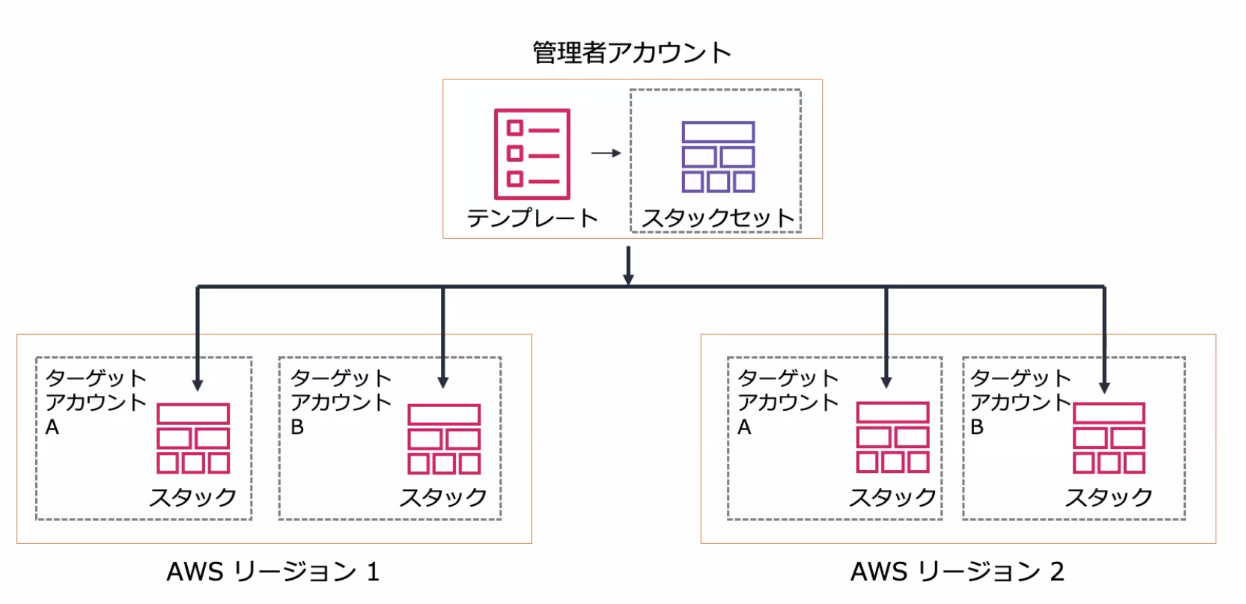 管理者アカウント
テンプレート
スタックセット
ターゲット
アカウント
A
スタック
ターゲット
アカウント
B
スタック
AWS リージョン 1
ターゲット
アカウント
A
スタック
ターゲット
アカウント
B
スタック
AWS リージョン 2